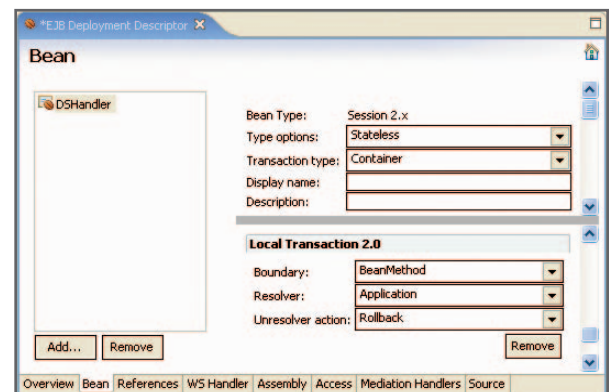 *EJB Deployment Descriptor
Bean
DSHandler
Bean Type: Session 2.x
Type options: Stateless
Transaction type: Container
Display name:
Description:
Local Transaction 2.0
Boundary: BeanMethod
Resolver: Application
Unresolver action: Rollback
Add... Remove
Remove
Overview Bean References WS Handler Assembly Access Mediation Handlers Source